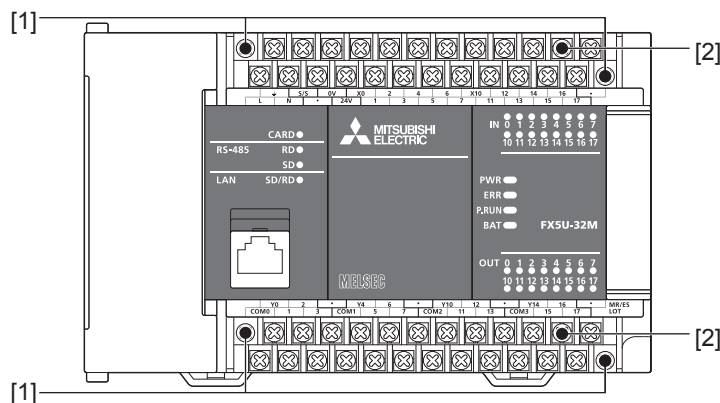 [1]
[2]
S/S 0V X0 2 4 6 X10 12 14 16 •
L N • 24V 1 3 5 7 11 13 15 17
CARD
RS-485 RD
SD
LAN SD/RD
MITSUBISHI
ELECTRIC
MELSEC
IN 0 1 2 3 4 5 6 7
10 11 12 13 14 15 16 17
PWR
ERR
P.RUN
BAT
FX5U-32M
OUT 0 1 2 3 4 5 6 7
10 11 12 13 14 15 16 17
Y0 2 • Y4 6 • Y10 12 • Y14 16 • MR/ES
COM0 1 3 COM1 5 7 COM2 11 13 COM3 15 17 LOT
[2]
[1]